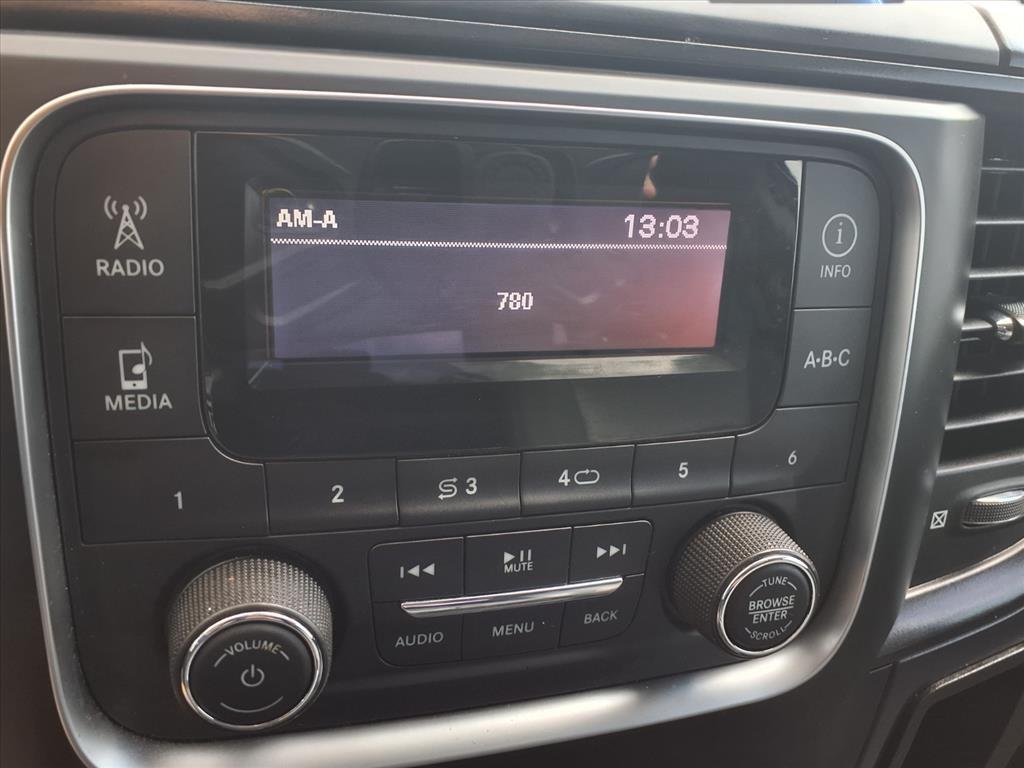 AM-A 13:03
780
RADIO
MEDIA
i
INFO
A·B·C
1 2 3 4 5 6
MUTE
AUDIO MENU BACK
VOLUME
TUNE
BROWSE
ENTER
SCROLL